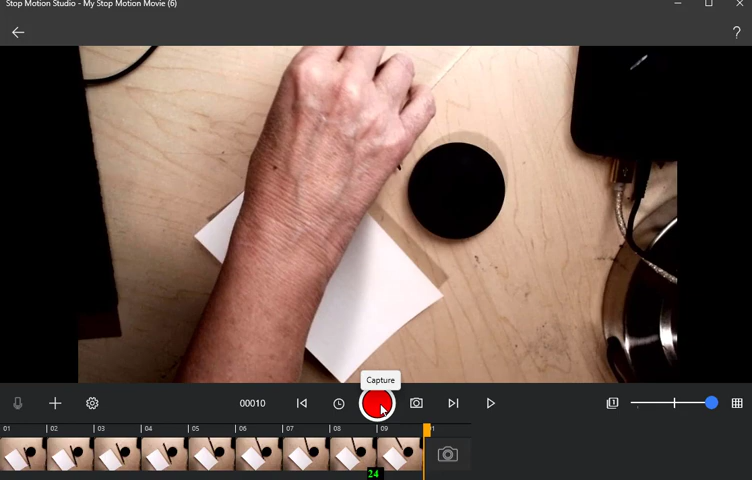 Stop Motion Studio - My Stop Motion Movie (6)
?
Capture
00010
01 02 03 04 05 06 07 08 09
24